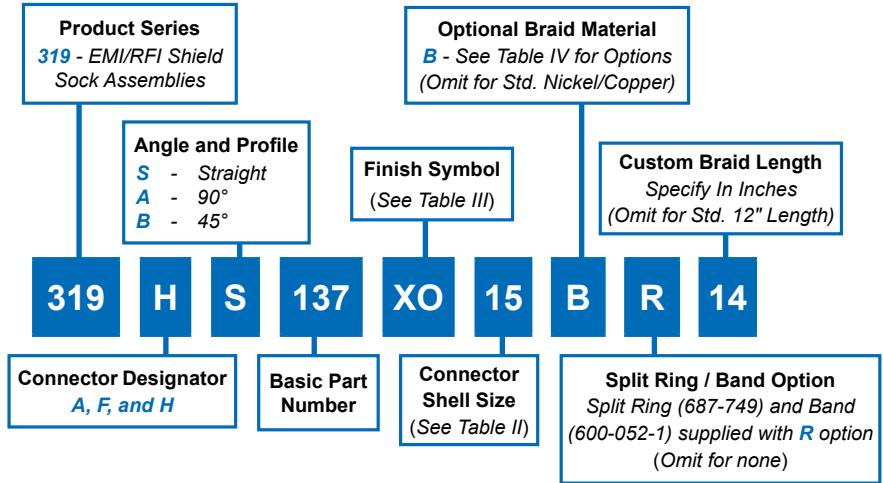 Product Series
319 - EMI/RFI Shield
Sock Assemblies
Optional Braid Material
B - See Table IV for Options
(Omit for Std. Nickel/Copper)
Angle and Profile
S - Straight
A - 90°
B - 45°
Finish Symbol
(See Table III)
Custom Braid Length
Specify In Inches
(Omit for Std. 12" Length)
319 H S 137 XO 15 B R 14
Connector Designator
A, F, and H
Basic Part
Number
Connector
Shell Size
(See Table II)
Split Ring / Band Option
Split Ring (687-749) and Band
(600-052-1) supplied with R option
(Omit for none)